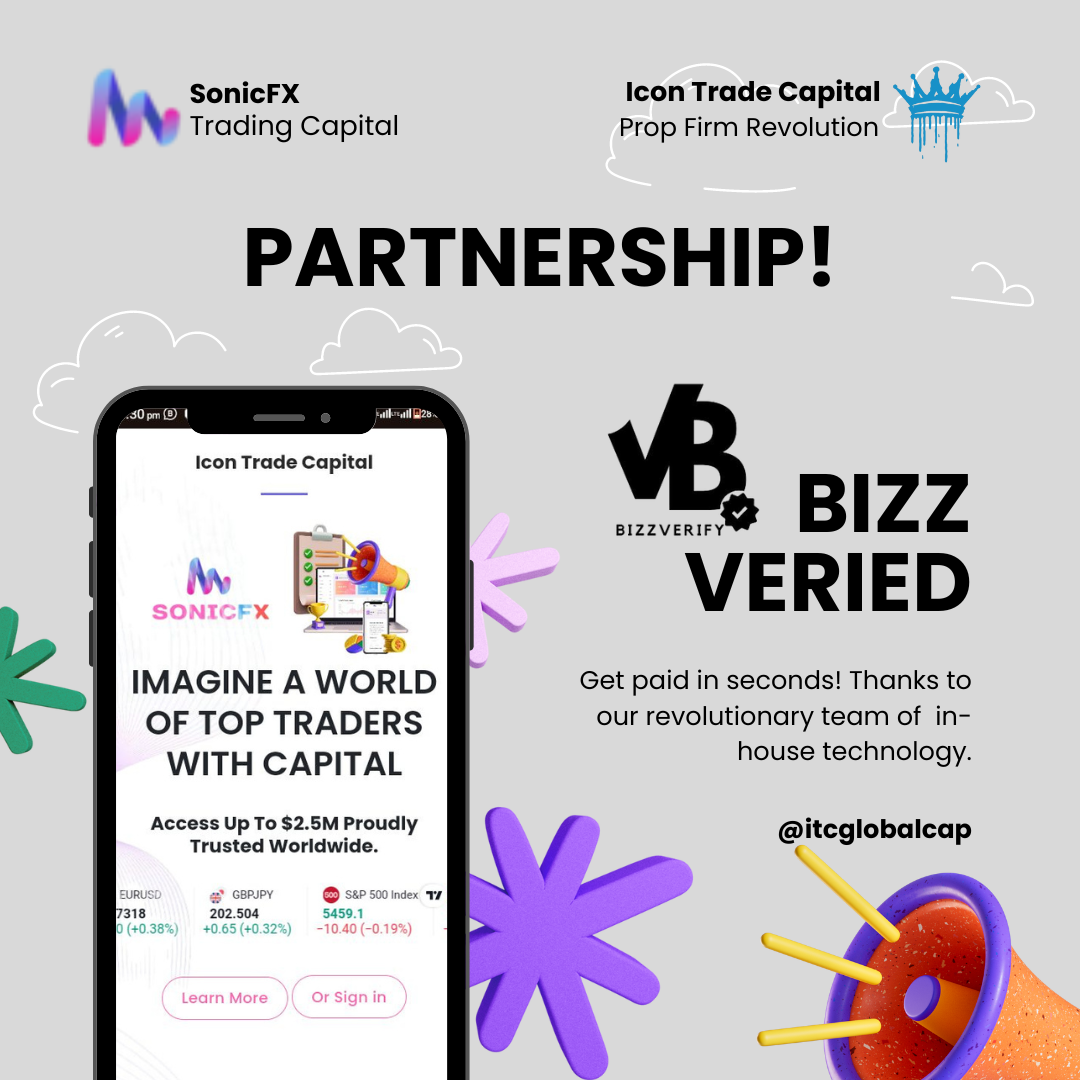 SonicFX
Trading Capital
Icon Trade Capital
Prop Firm Revolution
PARTNERSHIP!
:30 pm
28
Icon Trade Capital
SONICFX
IMAGINE A WORLD
OF TOP TRADERS
WITH CAPITAL
Access Up To $2.5M Proudly
Trusted Worldwide.
EURUSD
7318
0 (+0.38%)
GBPJPY
202.504
+0.65 (+0.32%)
500 S&P 500 Index
5459.1
−10.40 (−0.19%)
Learn More
Or Sign in
VB
BIZZVERIFY
BIZZ
VERIED
Get paid in seconds! Thanks to
our revolutionary team of  in-
house technology.
@itcglobalcap